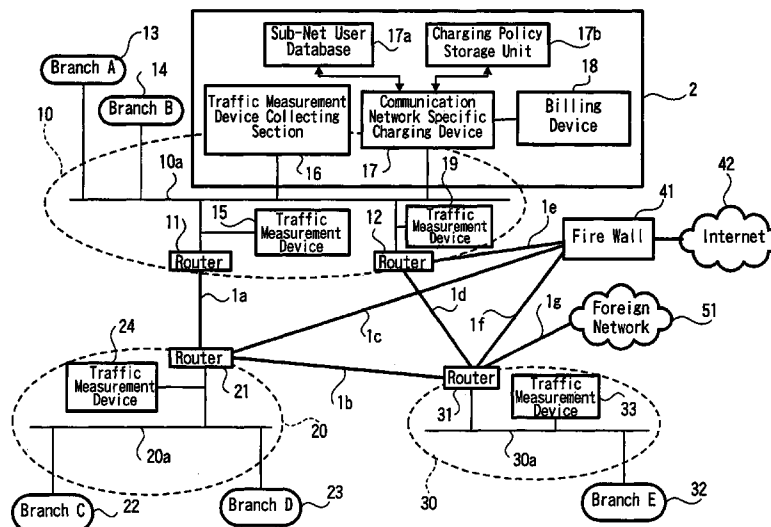 13
Branch A
14
Branch B
Sub-Net User
Database
17a
Charging Policy
Storage Unit
17b
18
2
Traffic Measurement
Device Collecting
Section
Communication
Network Specific
Charging Device
Billing
Device
10
10a
16
17
19
41
42
15
Traffic
Measurement
Device
12
Traffic
Measurement
Device
1e
Fire Wall
Internet
11
Router
Router
1a
1c
1d
1f
1g
Foreign
Network
51
24
Router
21
Traffic
Measurement
Device
1b
Router
31
Traffic
Measurement
Device
33
20
20a
30a
30
Branch C
22
Branch D
23
Branch E
32